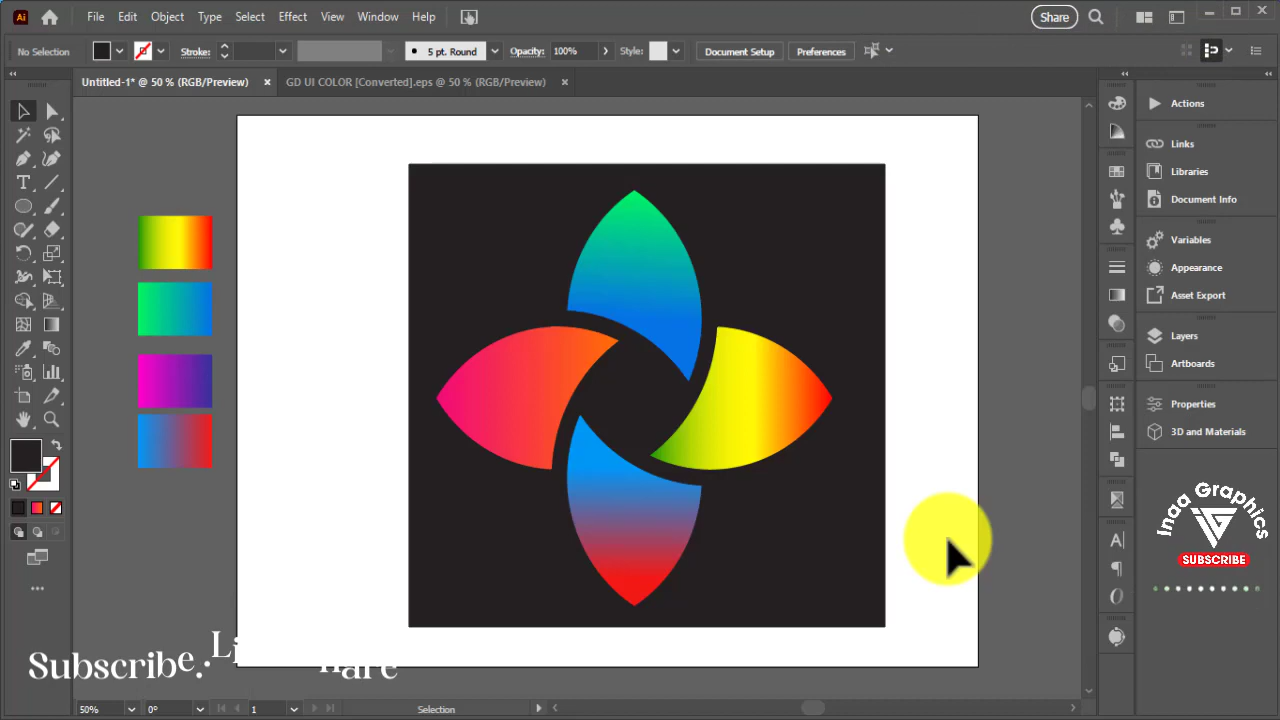 Ai File Edit Object Type Select Effect View Window Help Share
No Selection Stroke: 5 pt. Round Opacity: 100% Style: Document Setup Preferences
Untitled-1* @ 50 % (RGB/Preview) × GD UI COLOR [Converted].eps @ 50 % (RGB/Preview) ×
Actions
Links
Libraries
Document Info
Variables
Appearance
Asset Export
Layers
Artboards
Properties
3D and Materials
Inaa Graphics
SUBSCRIBE
Subscribe.
50% 0° 1 Selection